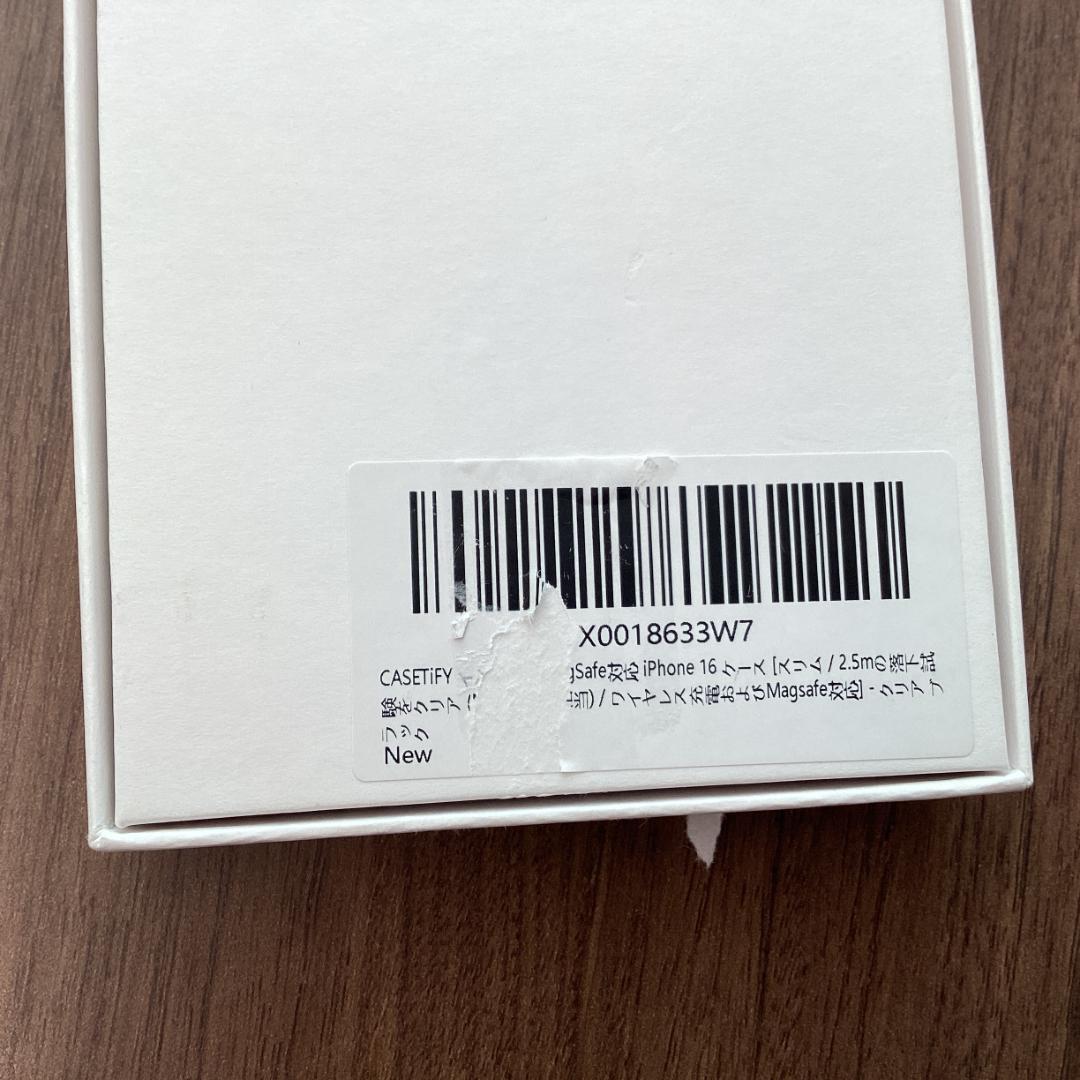 X0018633W7
CASETiFY gSafe対応 iPhone 16 ケース [スリム / 2.5mの落下試
験をクリア 当) / ワイヤレス充電およびMagsafe対応] - クリア ブ
ラック
New